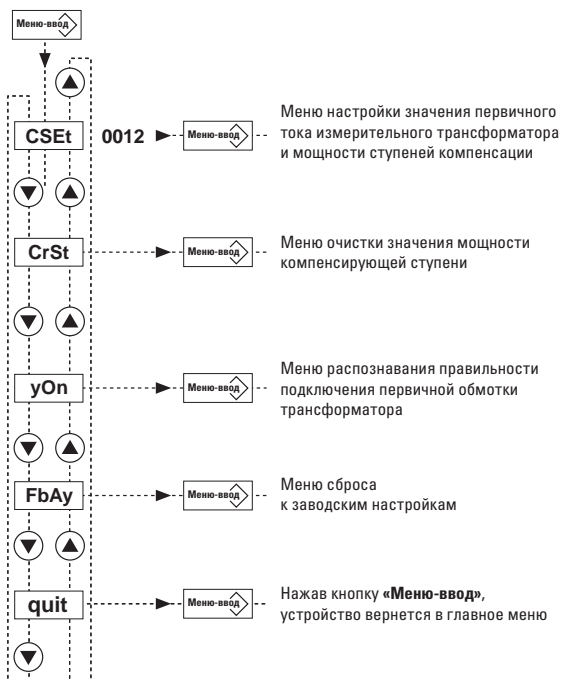 Меню-ввод
CSEt 0012 Меню-ввод
Меню настройки значения первичного
тока измерительного трансформатора
и мощности ступеней компенсации
CrSt Меню-ввод
Меню очистки значения мощности
компенсирующей ступени
yOn Меню-ввод
Меню распознавания правильности
подключения первичной обмотки
трансформатора
FbAy Меню-ввод
Меню сброса
к заводским настройкам
quit Меню-ввод
Нажав кнопку «Меню-ввод»,
устройство вернется в главное меню